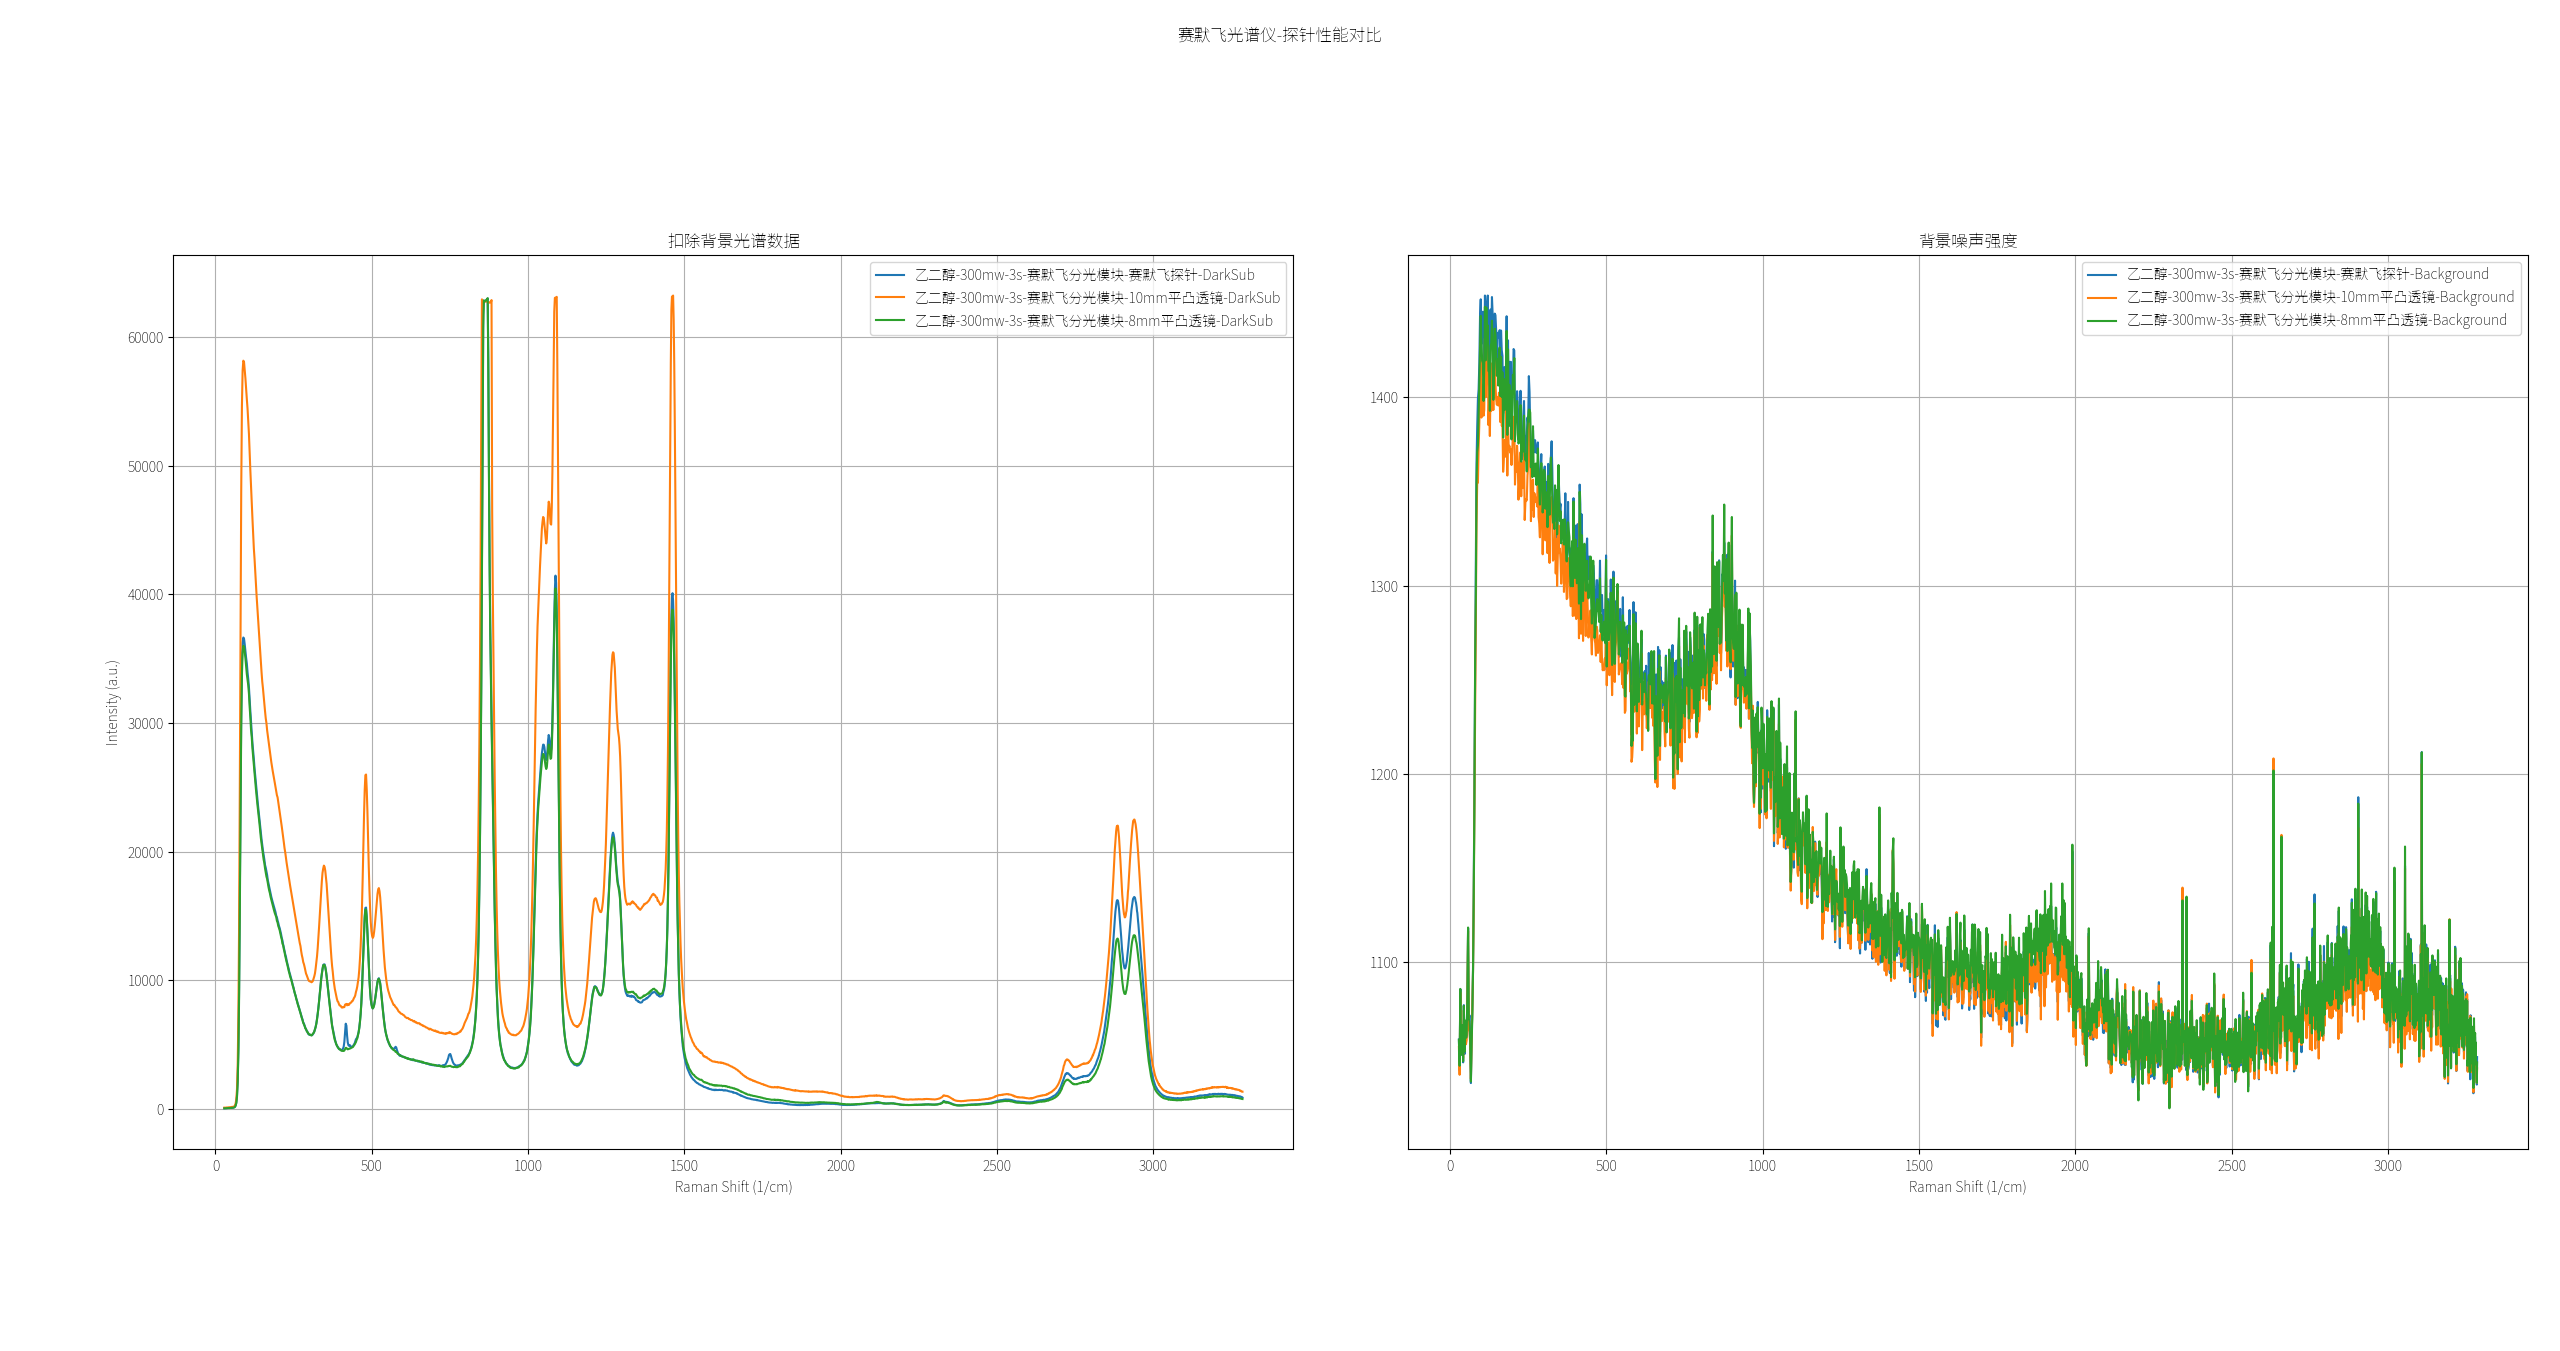 赛默飞光谱仪-探针性能对比
扣除背景光谱数据
乙二醇-300mw-3s-赛默飞分光模块-赛默飞探针-DarkSub
乙二醇-300mw-3s-赛默飞分光模块-10mm平凸透镜-DarkSub
乙二醇-300mw-3s-赛默飞分光模块-8mm平凸透镜-DarkSub
60000
50000
40000
30000
20000
10000
0
Intensity (a.u.)
0 500 1000 1500 2000 2500 3000
Raman Shift (1/cm)
背景噪声强度
乙二醇-300mw-3s-赛默飞分光模块-赛默飞探针-Background
乙二醇-300mw-3s-赛默飞分光模块-10mm平凸透镜-Background
乙二醇-300mw-3s-赛默飞分光模块-8mm平凸透镜-Background
1400
1300
1200
1100
0 500 1000 1500 2000 2500 3000
Raman Shift (1/cm)